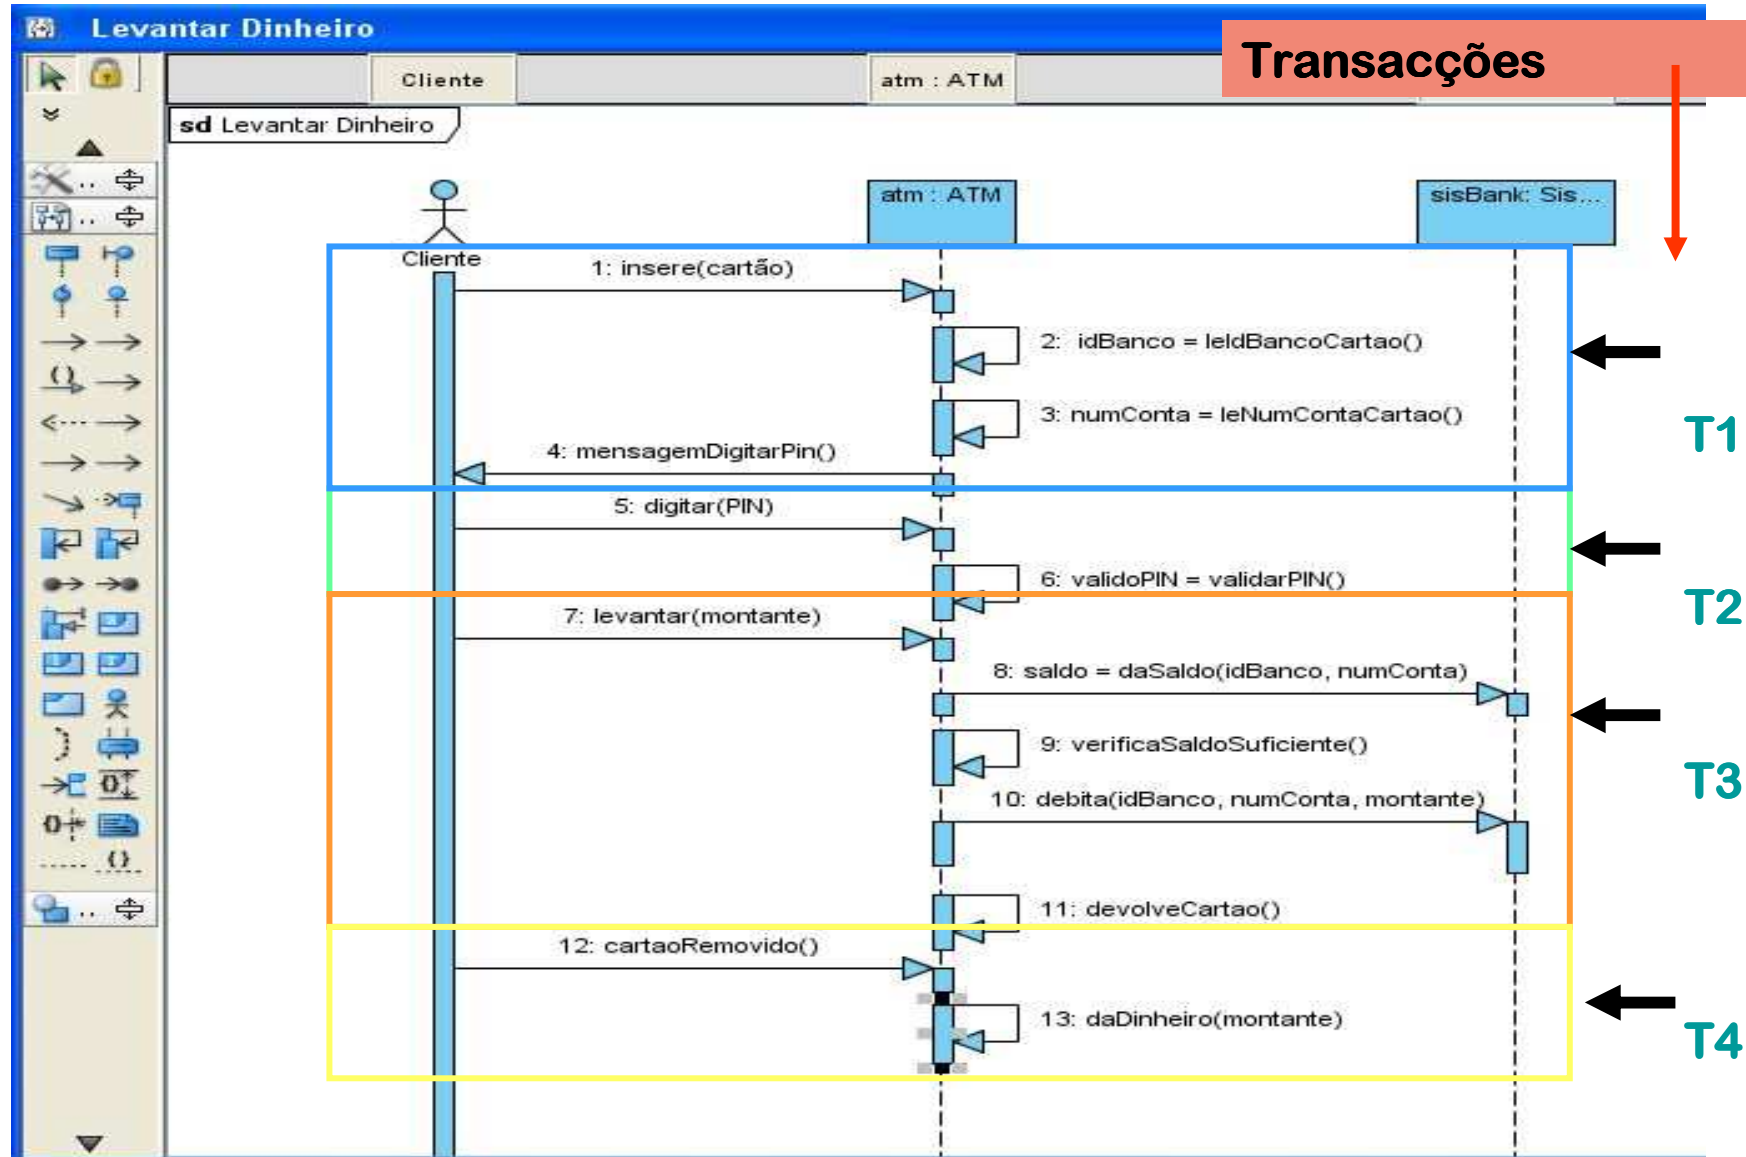 Levantar Dinheiro
Transacções
Cliente
atm : ATM
sd Levantar Dinheiro
atm : ATM
sisBank: Sis...
Cliente
1: insere(cartão)
2: idBanco = leIdBancoCartao()
3: numConta = leNumContaCartao()
T1
4: mensagemDigitarPin()
5: digitar(PIN)
6: validoPIN = validarPIN()
T2
7: levantar(montante)
8: saldo = daSaldo(idBanco, numConta)
9: verificaSaldoSuficiente()
T3
10: debita(idBanco, numConta, montante)
11: devolveCartao()
12: cartaoRemovido()
13: daDinheiro(montante)
T4